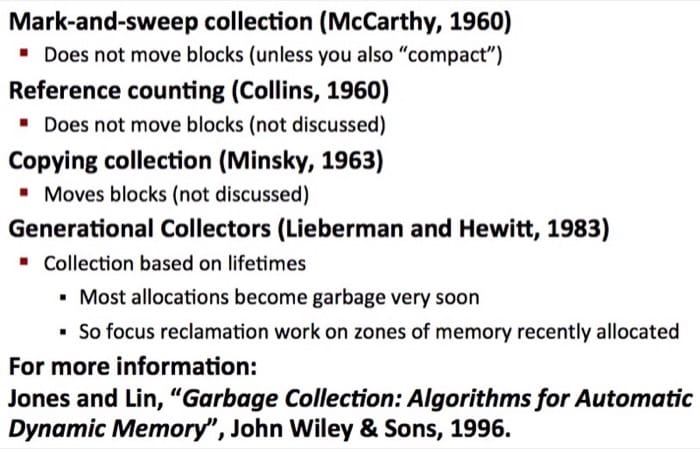 Mark-and-sweep collection (McCarthy, 1960)
▪ Does not move blocks (unless you also “compact”)
Reference counting (Collins, 1960)
▪ Does not move blocks (not discussed)
Copying collection (Minsky, 1963)
▪ Moves blocks (not discussed)
Generational Collectors (Lieberman and Hewitt, 1983)
▪ Collection based on lifetimes
▪ Most allocations become garbage very soon
▪ So focus reclamation work on zones of memory recently allocated
For more information:
Jones and Lin, “Garbage Collection: Algorithms for Automatic
Dynamic Memory”, John Wiley & Sons, 1996.